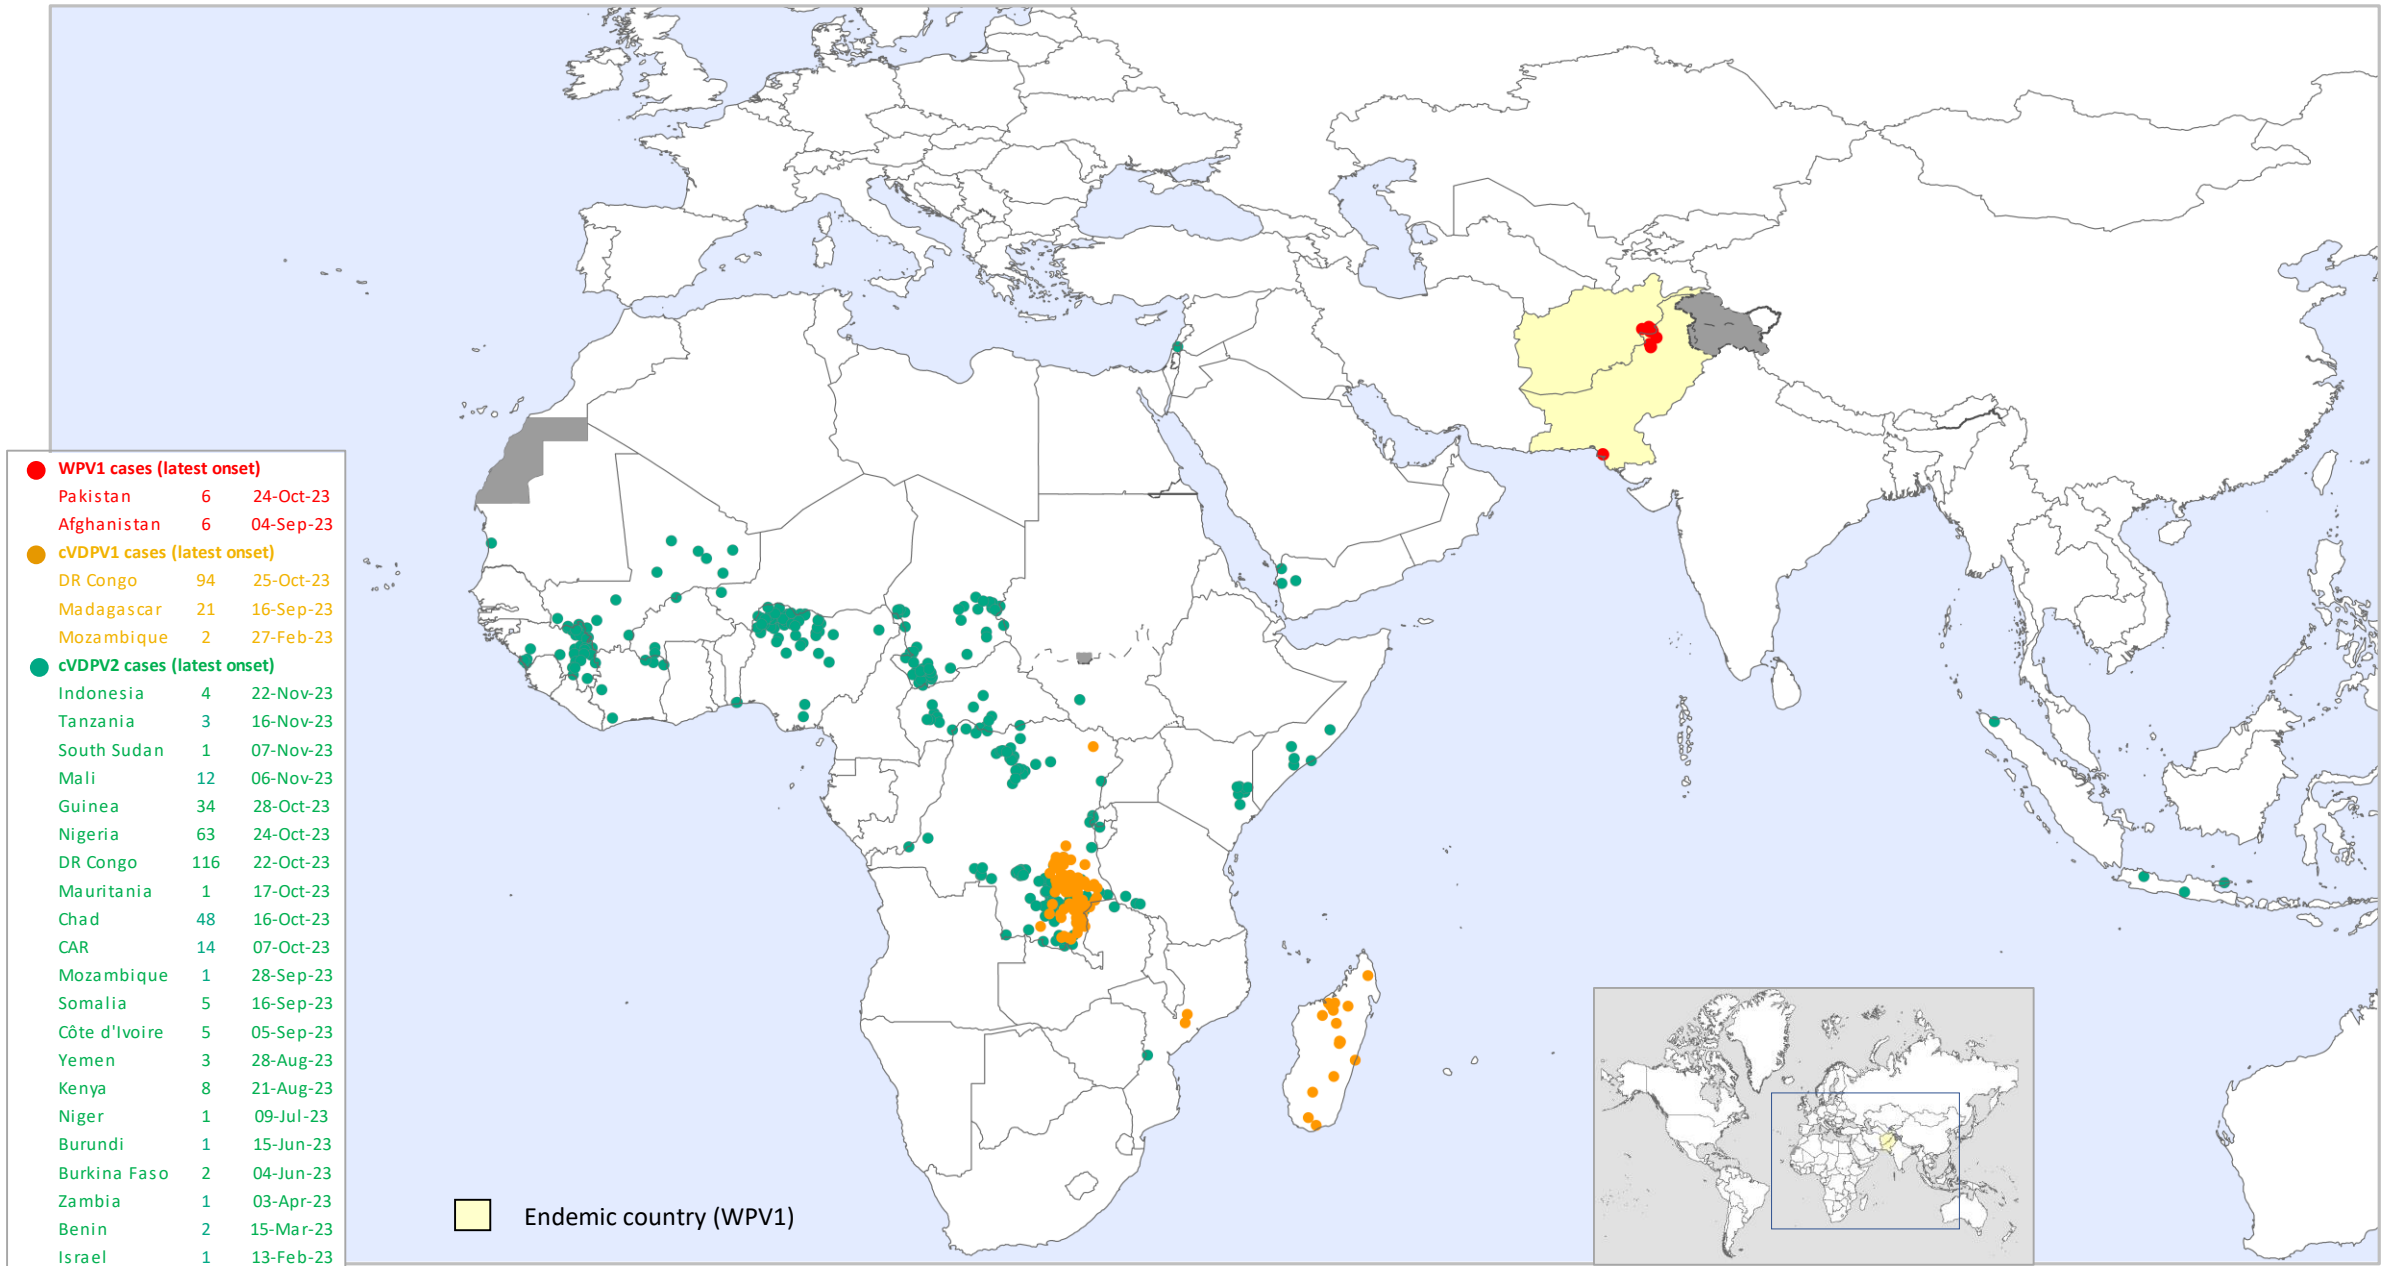 WPV1 cases (latest onset)
Pakistan 6 24-Oct-23
Afghanistan 6 04-Sep-23
cVDPV1 cases (latest onset)
DR Congo 94 25-Oct-23
Madagascar 21 16-Sep-23
Mozambique 2 27-Feb-23
cVDPV2 cases (latest onset)
Indonesia 4 22-Nov-23
Tanzania 3 16-Nov-23
South Sudan 1 07-Nov-23
Mali 12 06-Nov-23
Guinea 34 28-Oct-23
Nigeria 63 24-Oct-23
DR Congo 116 22-Oct-23
Mauritania 1 17-Oct-23
Chad 48 16-Oct-23
CAR 14 07-Oct-23
Mozambique 1 28-Sep-23
Somalia 5 16-Sep-23
Côte d'Ivoire 5 05-Sep-23
Yemen 3 28-Aug-23
Kenya 8 21-Aug-23
Niger 1 09-Jul-23
Burundi 1 15-Jun-23
Burkina Faso 2 04-Jun-23
Zambia 1 03-Apr-23
Benin 2 15-Mar-23
Israel 1 13-Feb-23
Endemic country (WPV1)